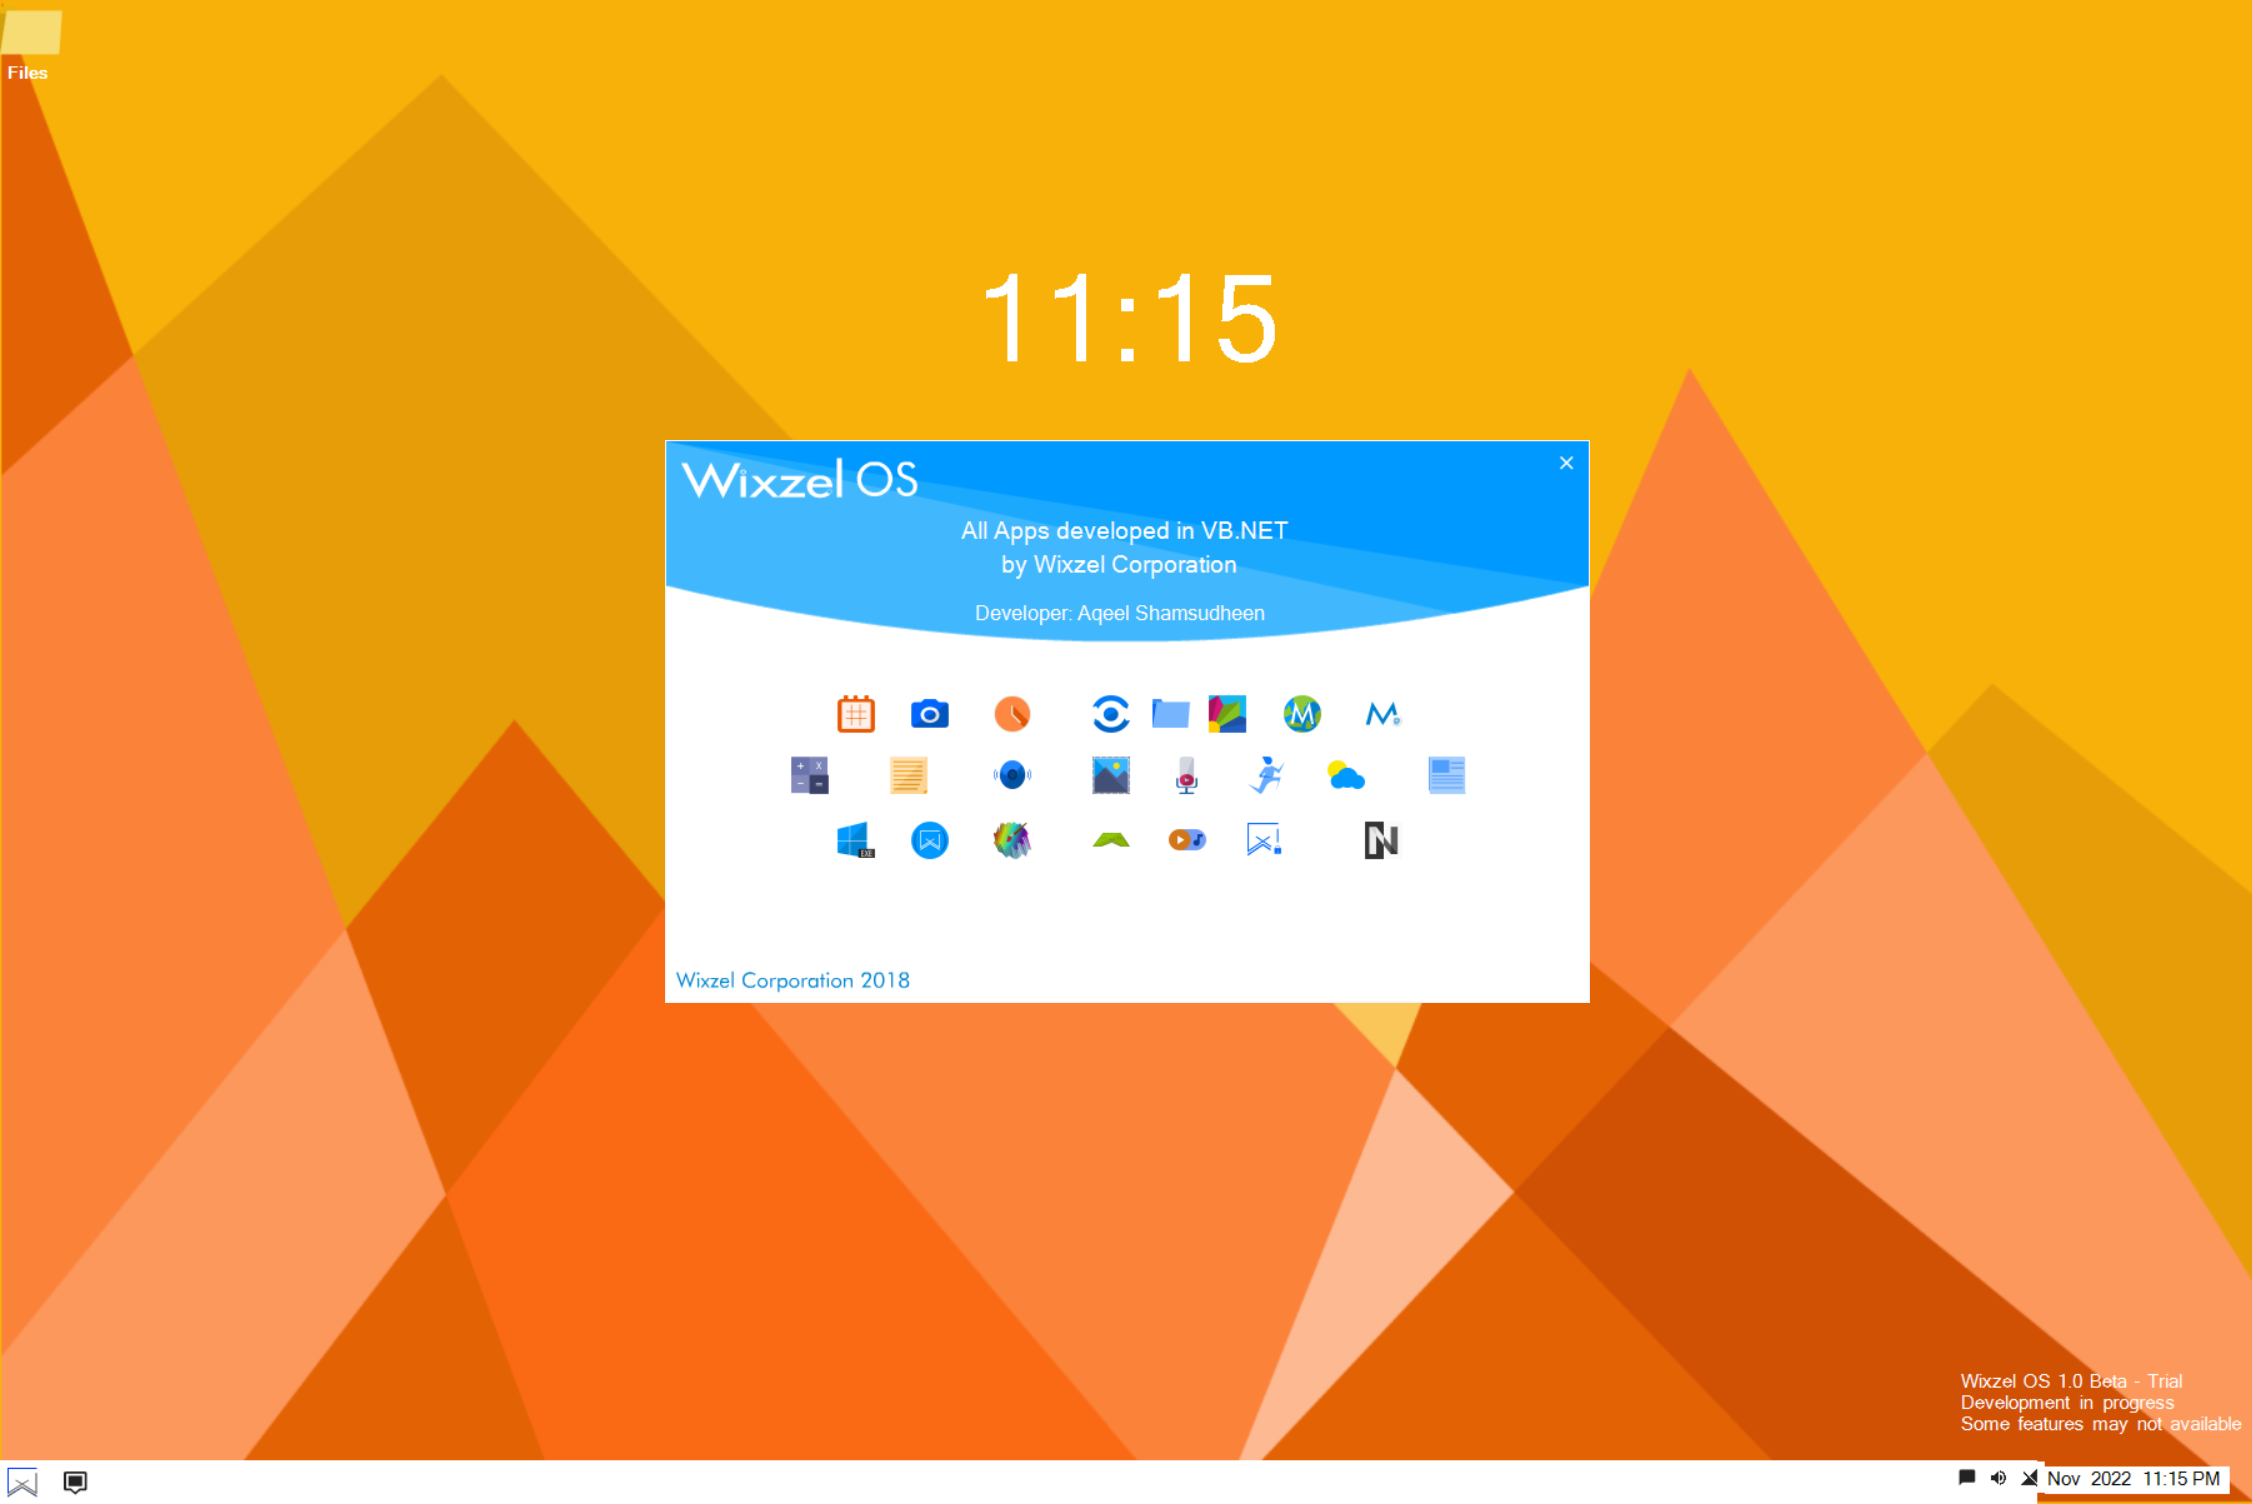 Files
11:15
Wixzel OS
All Apps developed in VB.NET
by Wixzel Corporation
Developer: Aqeel Shamsudheen
M
M
+ X
- =
EXE
N
Wixzel Corporation 2018
Wixzel OS 1.0 Beta - Trial
Development in progress
Some features may not available
Nov 2022 11:15 PM